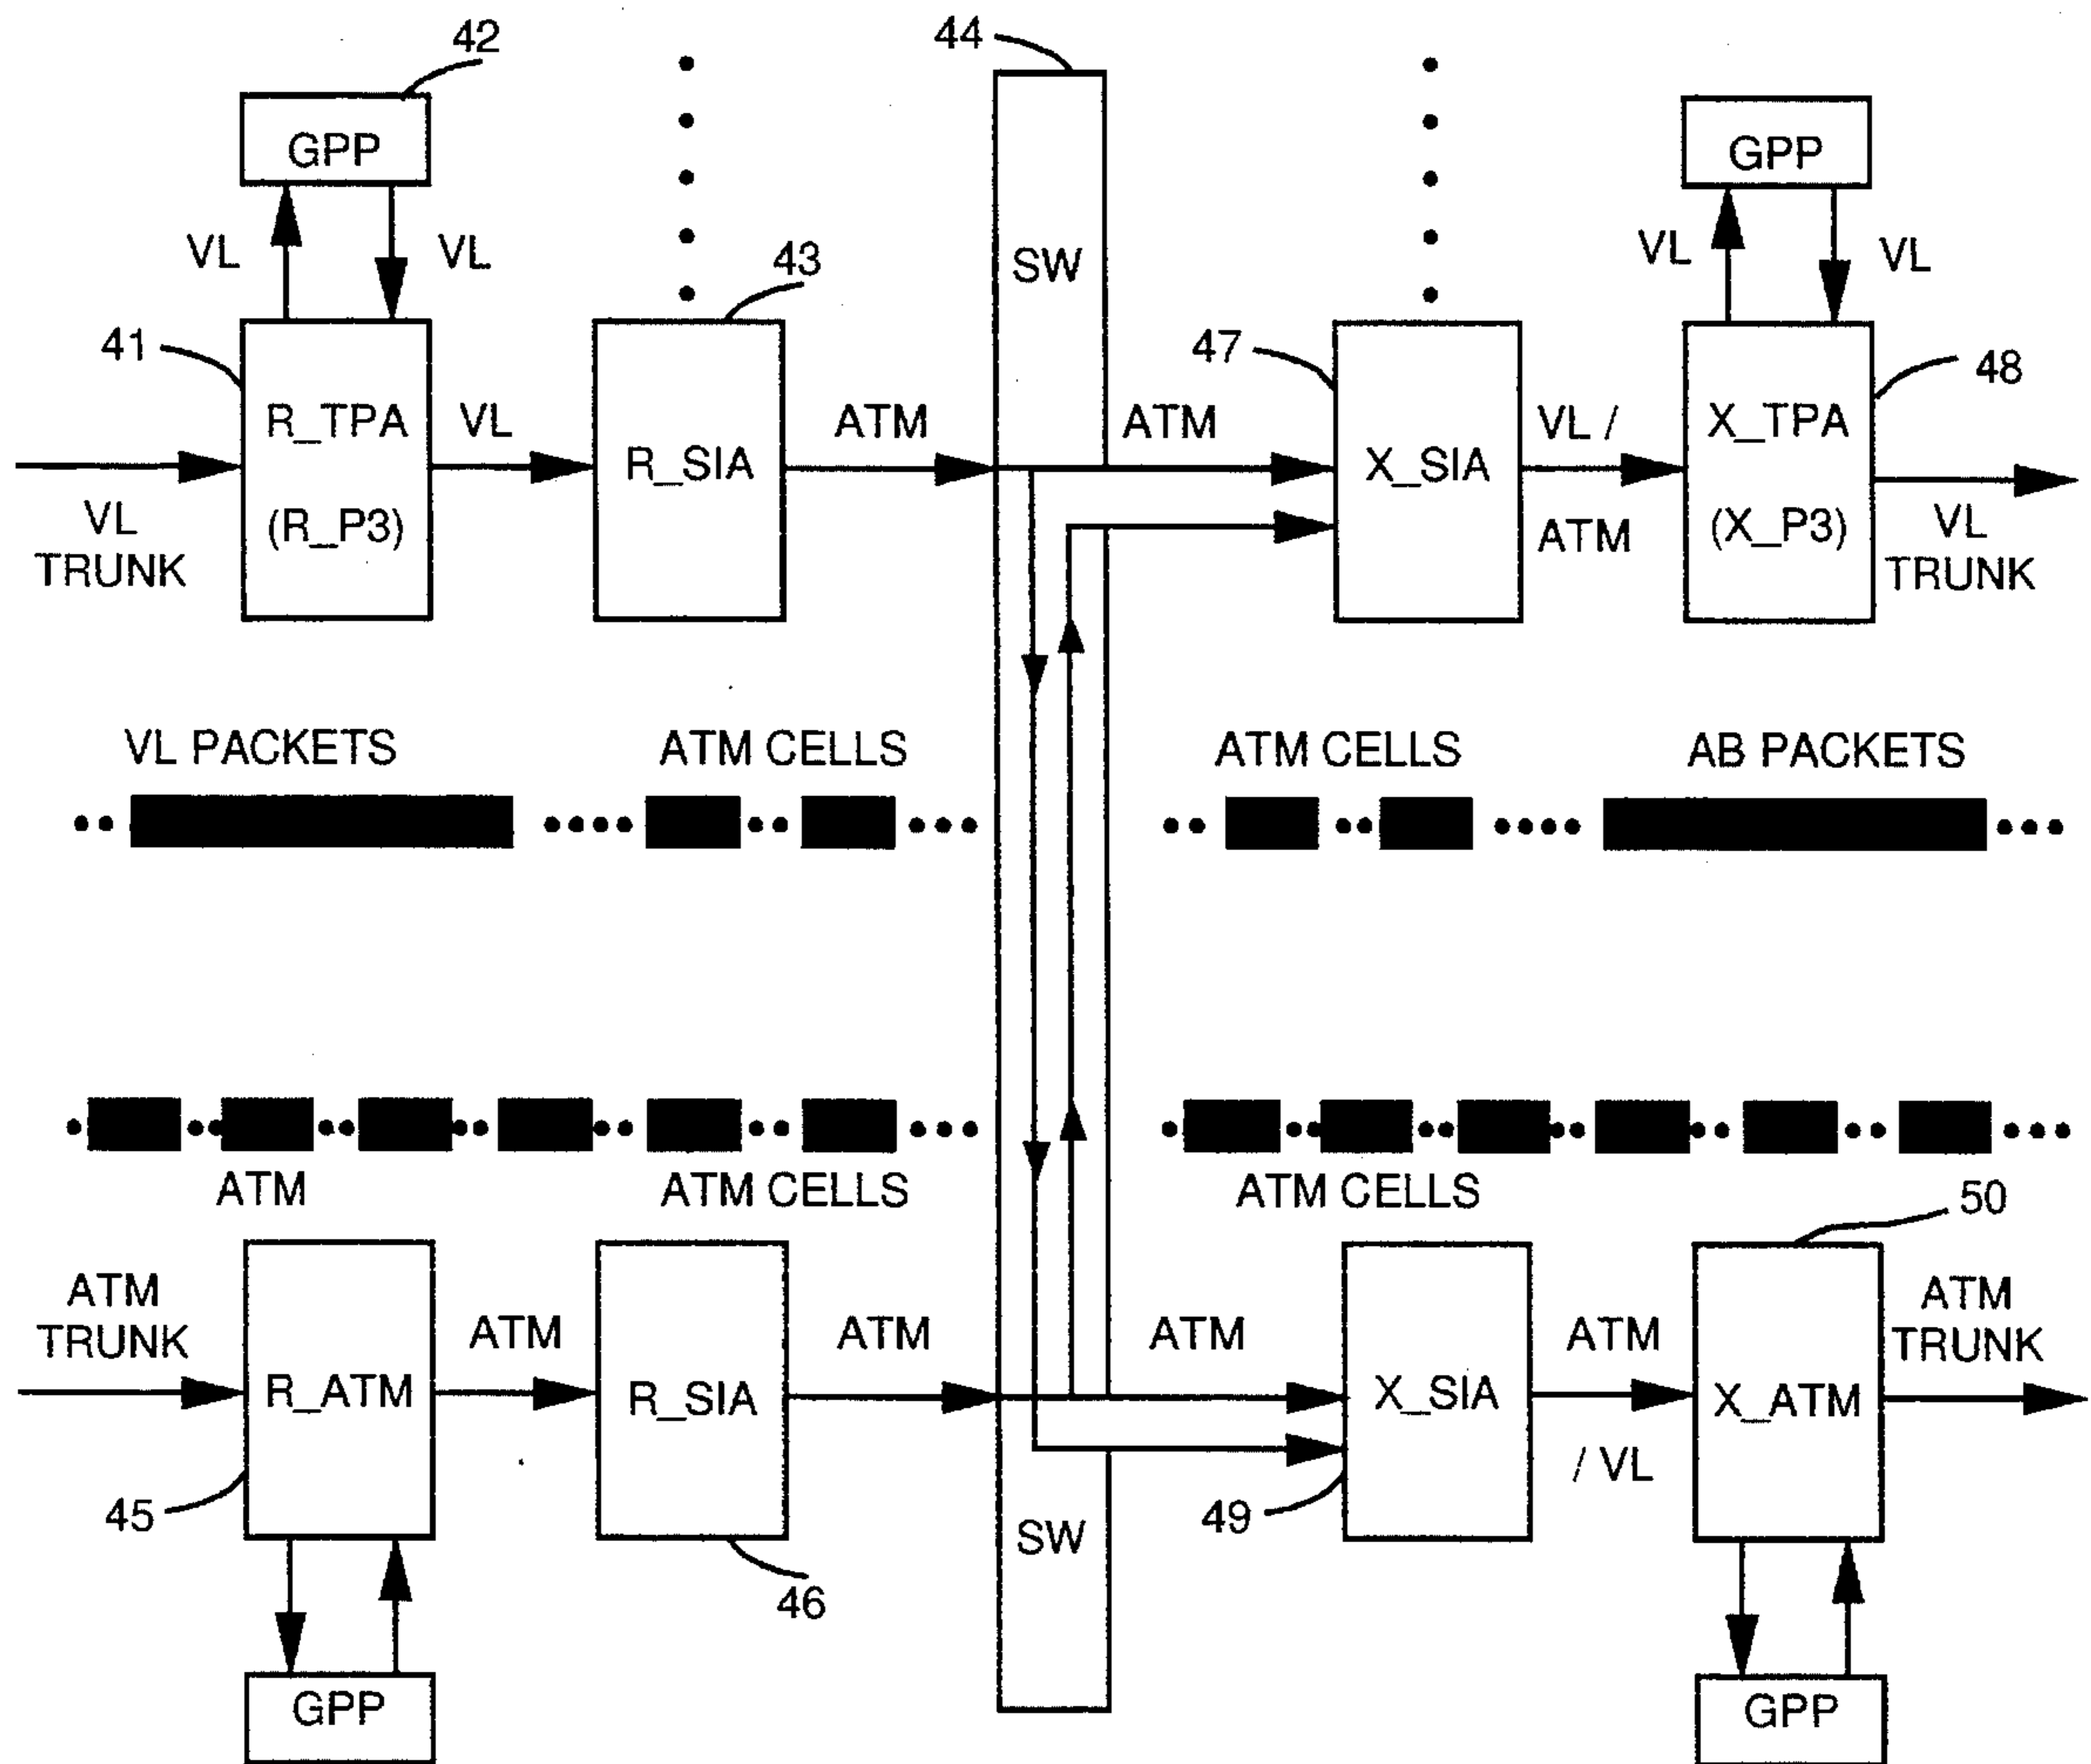 42
44
GPP
GPP
VL
VL
SW
VL
VL
43
41
47
48
R_TPA
(R_P3)
VL
R_SIA
ATM
ATM
X_SIA
VL /
ATM
X_TPA
(X_P3)
VL
TRUNK
VL
TRUNK
VL PACKETS
ATM CELLS
ATM CELLS
AB PACKETS
ATM
ATM CELLS
ATM CELLS
50
ATM
TRUNK
R_ATM
ATM
R_SIA
ATM
ATM
X_SIA
ATM
/ VL
X_ATM
ATM
TRUNK
45
46
SW
49
GPP
GPP